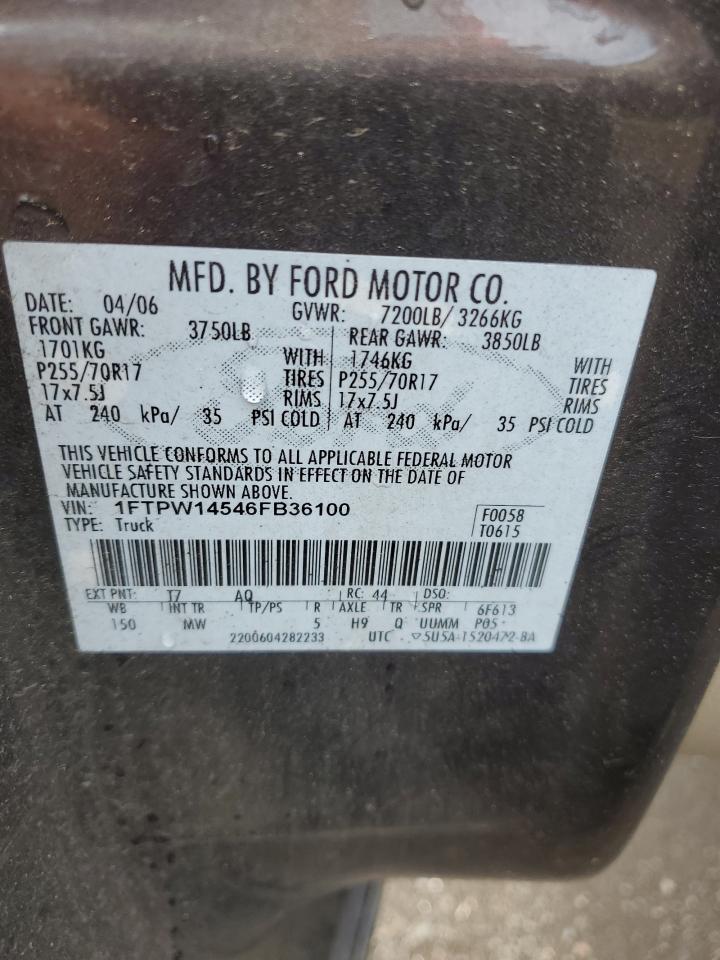 MFD. BY FORD MOTOR CO.
DATE: 04/06 GVWR: 7200LB/ 3266KG
FRONT GAWR: 3750LB REAR GAWR: 3850LB
1701KG WITH 1746KG WITH
P255/70R17 TIRES P255/70R17 TIRES
17x7.5J RIMS 17x7.5J RIMS
AT 240 kPa/ 35 PSI COLD AT 240 kPa/ 35 PSI COLD
THIS VEHICLE CONFORMS TO ALL APPLICABLE FEDERAL MOTOR
VEHICLE SAFETY STANDARDS IN EFFECT ON THE DATE OF
MANUFACTURE SHOWN ABOVE.
VIN: 1FTPW14546FB36100 F0058
TYPE: Truck T0615
EXT PNT: T7 AQ RC: 44 DSO:
WB INT TR TP/PS R AXLE TR SPR 6F613
150 MW 5 H9 Q UUMM P05
2200604282233 UTC ▽5U5A-1520472-BA